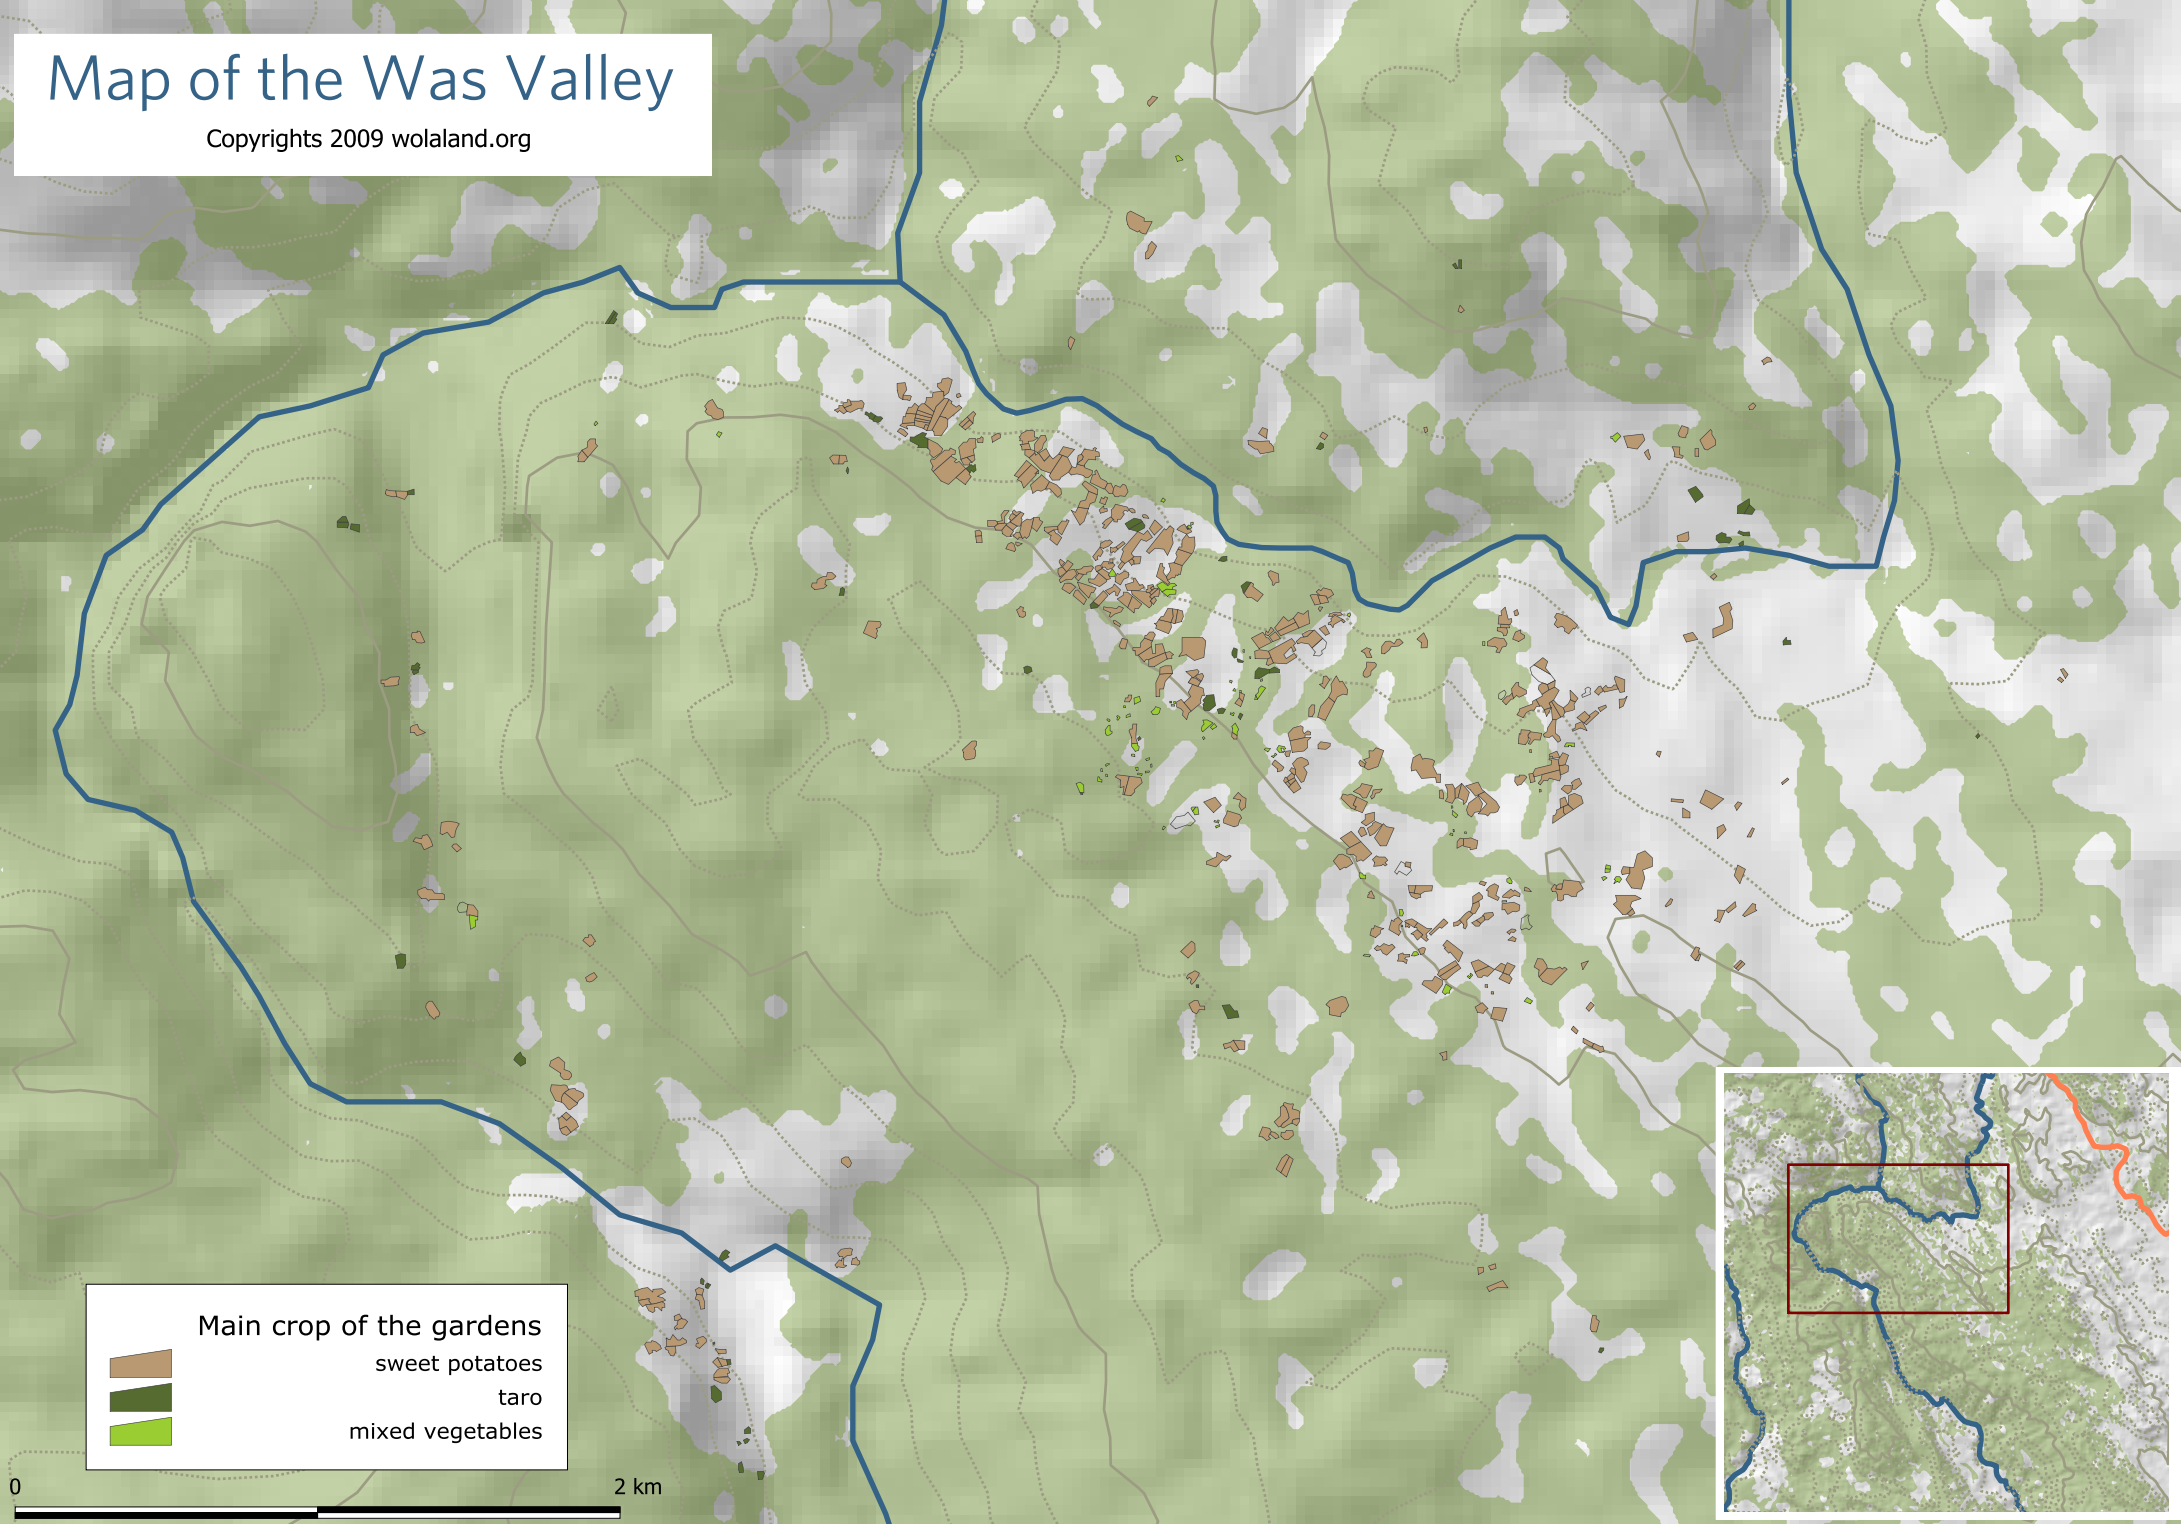 Map of the Was Valley
Copyrights 2009 wolaland.org
Main crop of the gardens
sweet potatoes
taro
mixed vegetables
0
2 km